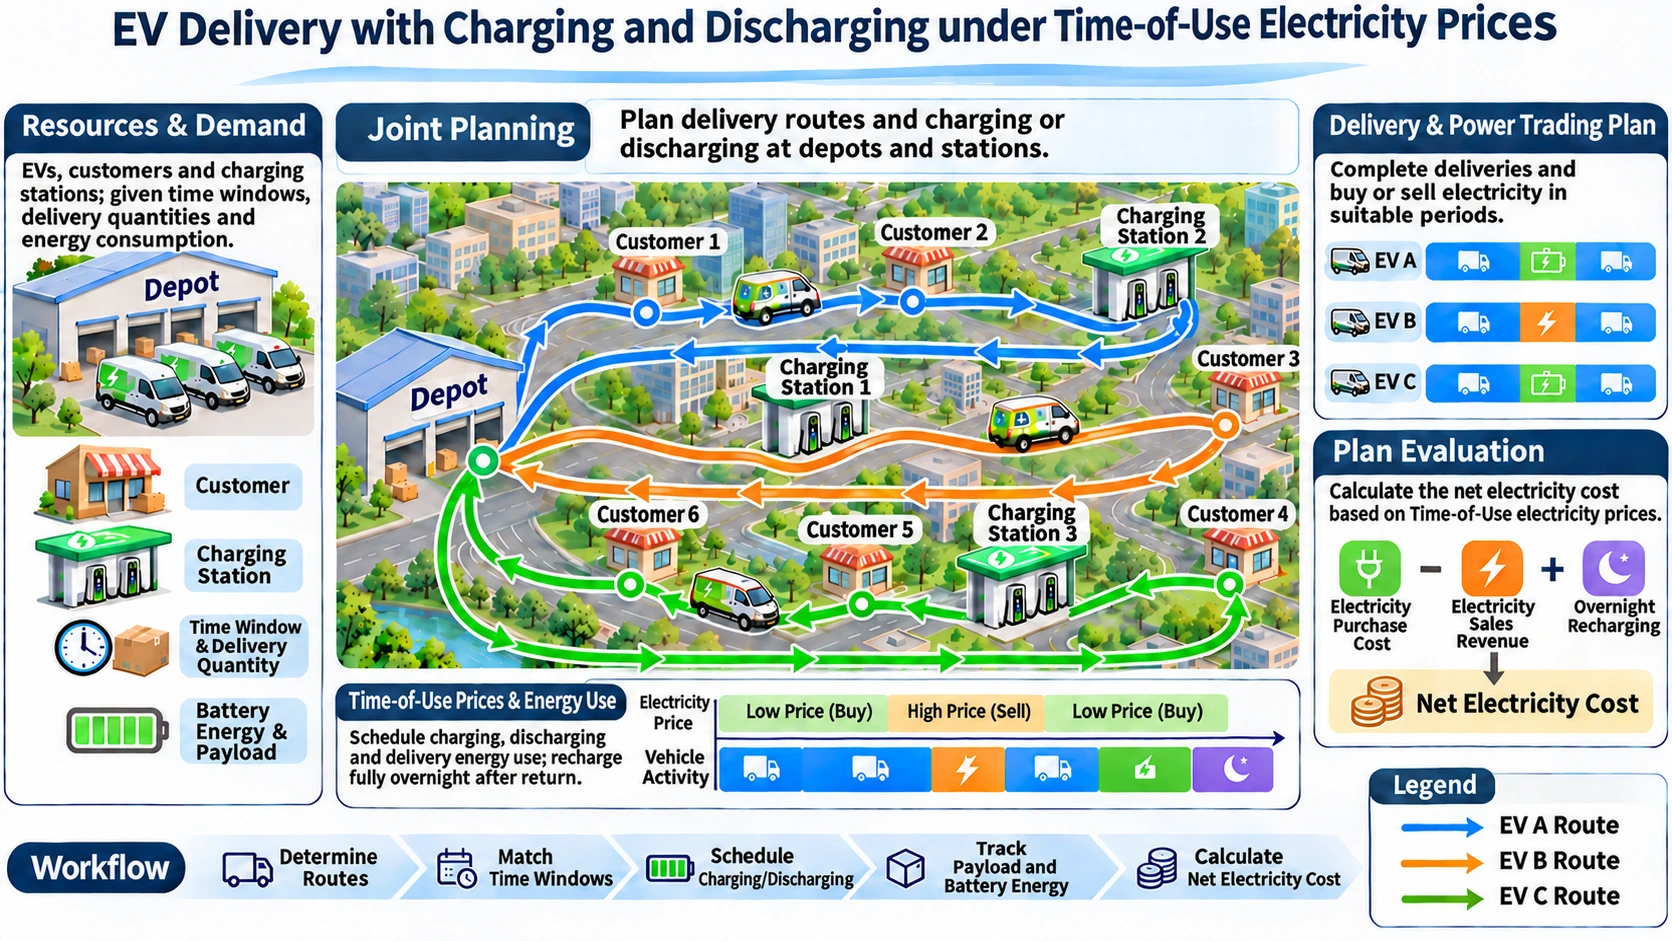 EV Delivery with Charging and Discharging under Time-of-Use Electricity Prices
Resources & Demand
EVs, customers and charging
stations; given time windows,
delivery quantities and
energy consumption.
Depot
Customer
Charging
Station
Time Window
& Delivery
Quantity
Battery
Energy &
Payload
Joint Planning
Plan delivery routes and charging or
discharging at depots and stations.
Customer 1
Customer 2
Charging
Station 2
Customer 3
Charging
Station 1
Depot
Customer 6
Customer 5
Charging
Station 3
Customer 4
Time-of-Use Prices & Energy Use
Schedule charging, discharging
and delivery energy use; recharge
fully overnight after return.
Electricity
Price
Low Price (Buy)
High Price (Sell)
Low Price (Buy)
Vehicle
Activity
Delivery & Power Trading Plan
Complete deliveries and
buy or sell electricity in
suitable periods.
EV A
EV B
EV C
Plan Evaluation
Calculate the net electricity cost
based on Time-of-Use electricity prices.
Electricity
Purchase
Cost
Electricity
Sales
Revenue
Overnight
Recharging
Net Electricity Cost
Legend
EV A Route
EV B Route
EV C Route
Workflow
Determine
Routes
Match
Time Windows
Schedule
Charging/Discharging
Track
Payload and
Battery Energy
Calculate
Net Electricity Cost